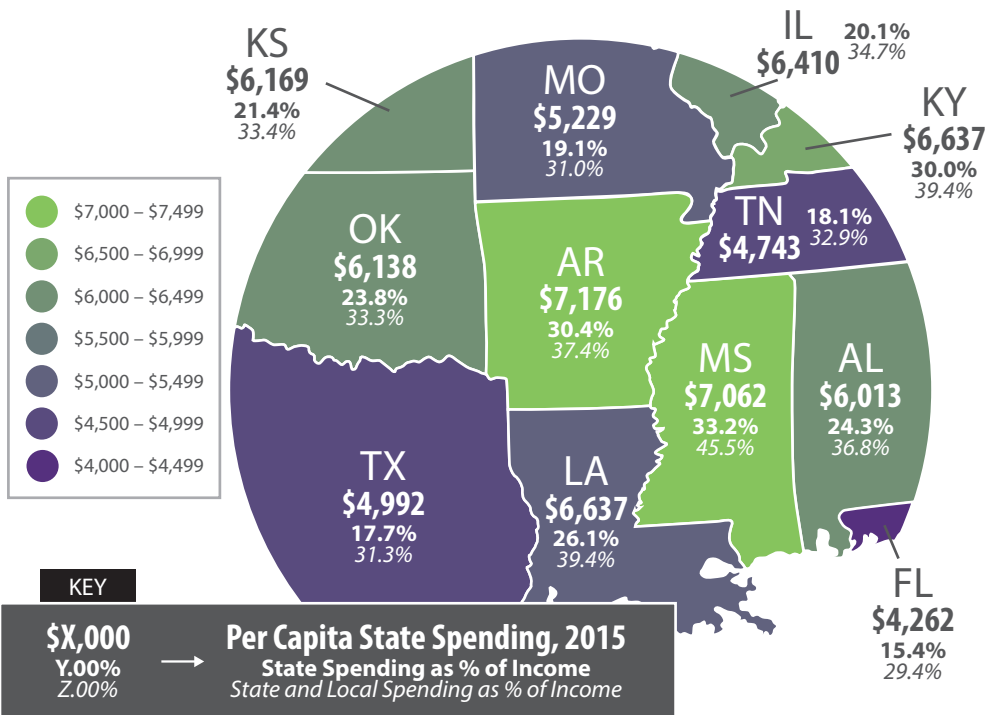 KS
$6,169
21.4%
33.4%
MO
$5,229
19.1%
31.0%
IL
$6,410
20.1%
34.7%
KY
$6,637
30.0%
39.4%
$7,000 – $7,499
$6,500 – $6,999
$6,000 – $6,499
$5,500 – $5,999
$5,000 – $5,499
$4,500 – $4,999
$4,000 – $4,499
OK
$6,138
23.8%
33.3%
AR
$7,176
30.4%
37.4%
TN
$4,743
18.1%
32.9%
MS
$7,062
33.2%
45.5%
AL
$6,013
24.3%
36.8%
TX
$4,992
17.7%
31.3%
LA
$6,637
26.1%
39.4%
FL
$4,262
15.4%
29.4%
KEY
$X,000
Y.00%
Z.00%
Per Capita State Spending, 2015
State Spending as % of Income
State and Local Spending as % of Income